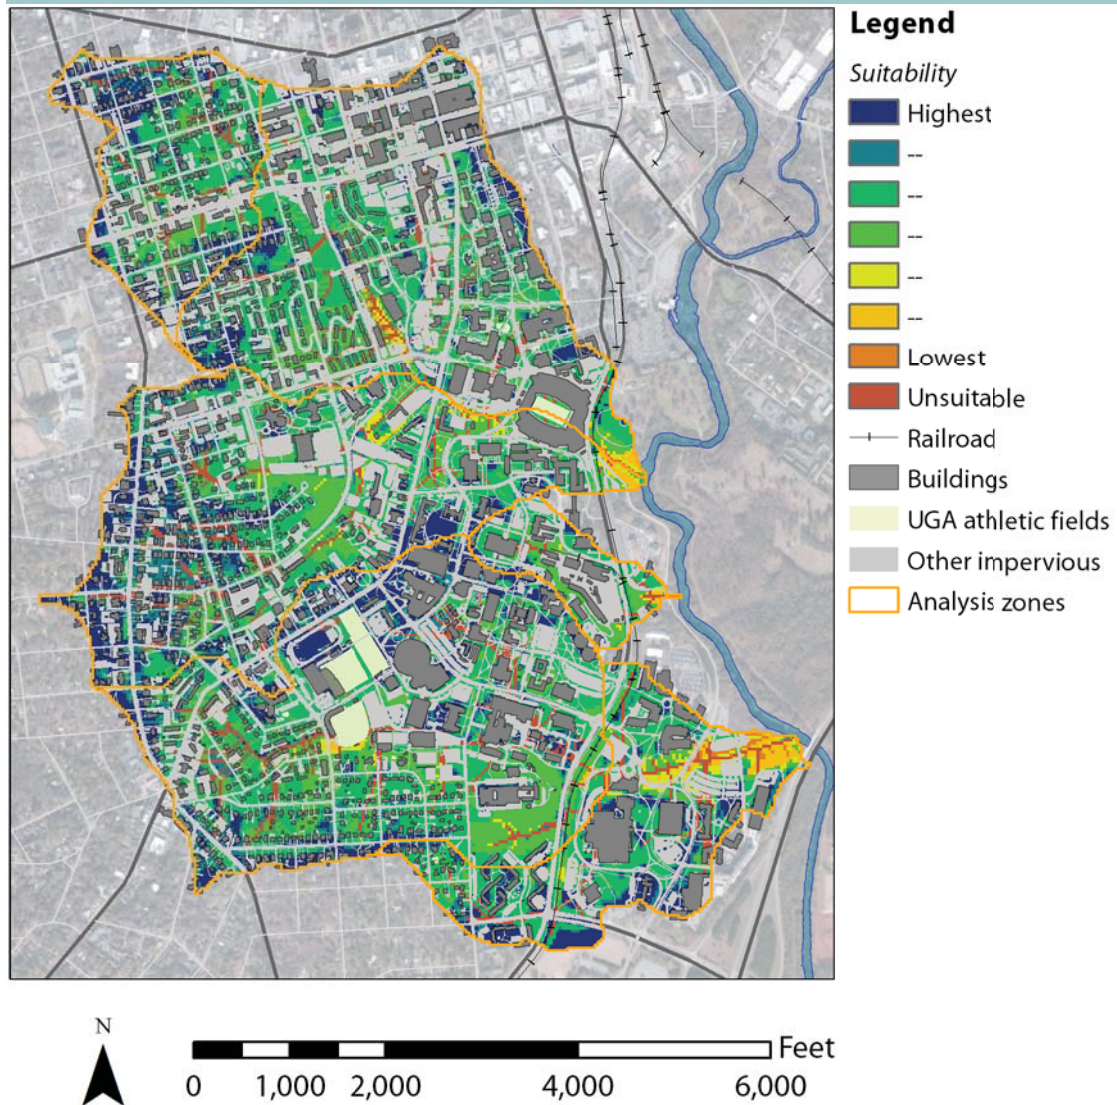 Legend
Suitability
Highest
--
--
--
--
--
Lowest
Unsuitable
Railroad
Buildings
UGA athletic fields
Other impervious
Analysis zones
N
Feet
0 1,000 2,000 4,000 6,000